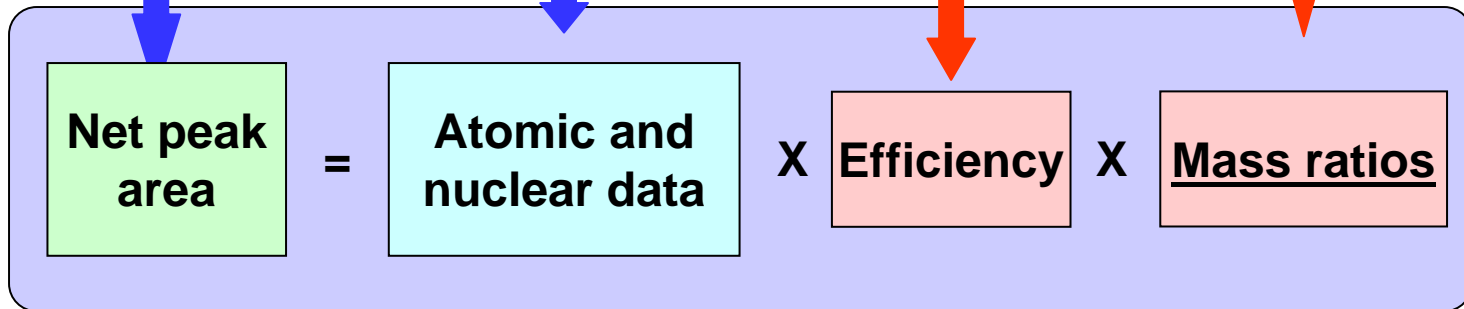 Net peak
area
=
Atomic and
nuclear data
X
Efficiency
X
Mass ratios